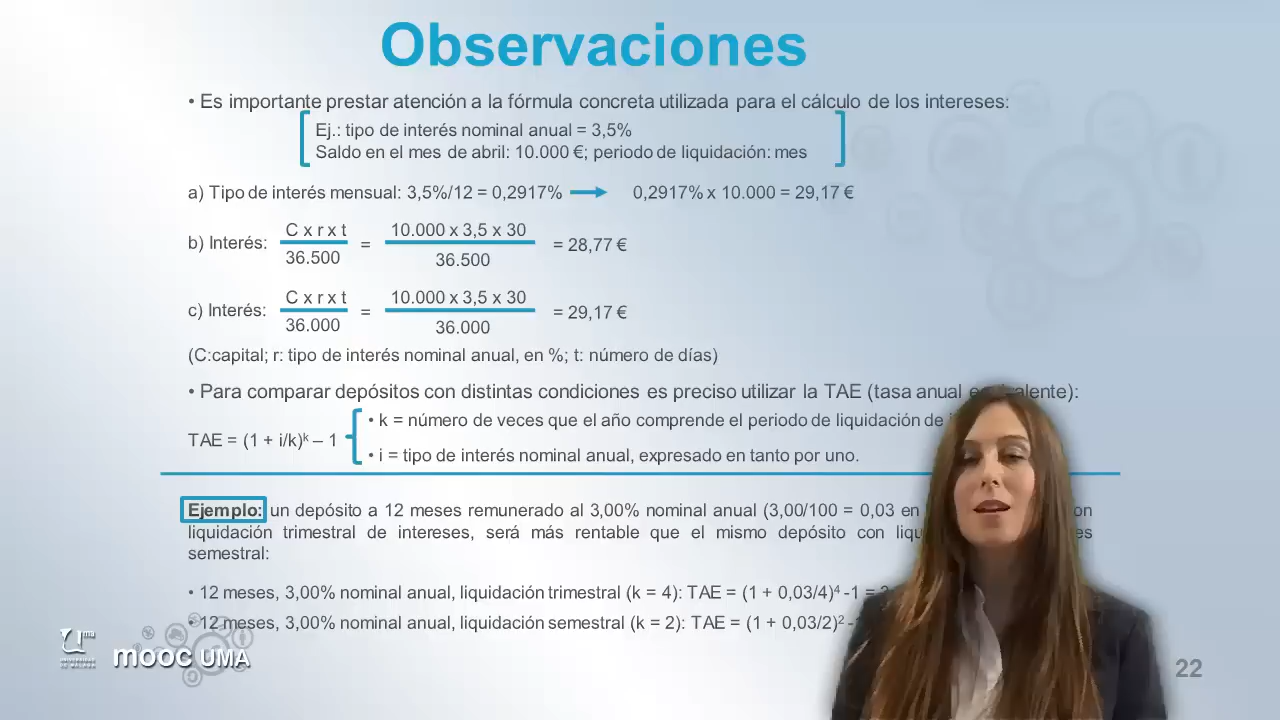 Observaciones
• Es importante prestar atención a la fórmula concreta utilizada para el cálculo de los intereses:
Ej.: tipo de interés nominal anual = 3,5%
Saldo en el mes de abril: 10.000 €; periodo de liquidación: mes
a) Tipo de interés mensual: 3,5%/12 = 0,2917% → 0,2917% x 10.000 = 29,17 €
b) Interés: C x r x t / 36.500 = 10.000 x 3,5 x 30 / 36.500 = 28,77 €
c) Interés: C x r x t / 36.000 = 10.000 x 3,5 x 30 / 36.000 = 29,17 €
(C:capital; r: tipo de interés nominal anual, en %; t: número de días)
• Para comparar depósitos con distintas condiciones es preciso utilizar la TAE (tasa anual equivalente):
TAE = (1 + i/k)ᵏ – 1
• k = número de veces que el año comprende el periodo de liquidación de
• i = tipo de interés nominal anual, expresado en tanto por uno.
Ejemplo: un depósito a 12 meses remunerado al 3,00% nominal anual (3,00/100 = 0,03 en
liquidación trimestral de intereses, será más rentable que el mismo depósito con
semestral:
• 12 meses, 3,00% nominal anual, liquidación trimestral (k = 4): TAE = (1 + 0,03/4)⁴ -1 =
• 12 meses, 3,00% nominal anual, liquidación semestral (k = 2): TAE = (1 + 0,03/2)² -
uma
mooc UMA
22